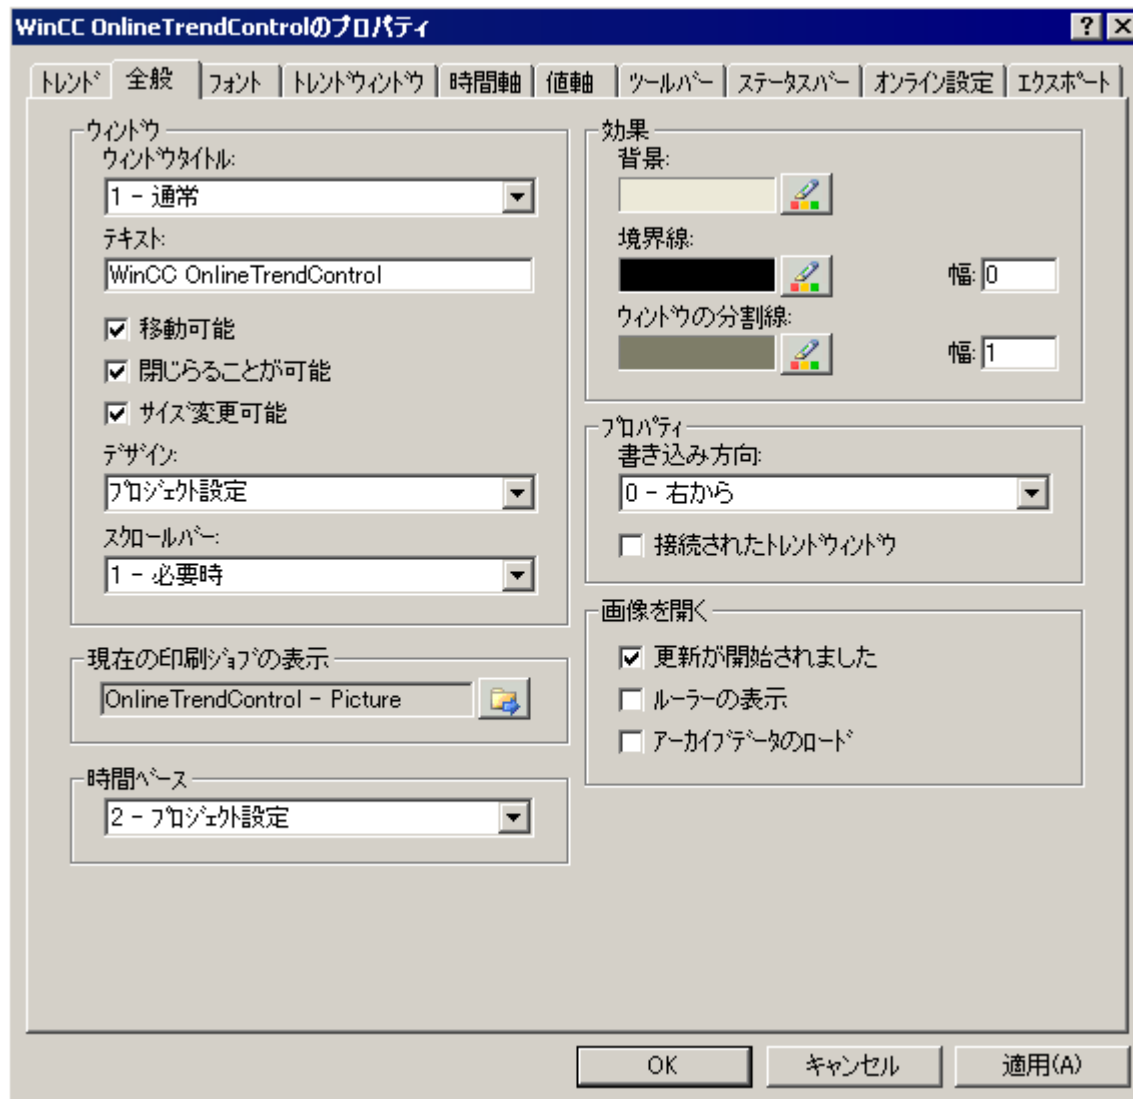 WinCC OnlineTrendControlのプロパティ
トレンド 全般 フォント トレンドウィンドウ 時間軸 値軸 ツールバー ステータスバー オンライン設定 エクスポート
ウィンドウ
ウィンドウタイトル:
1 - 通常
テキスト:
WinCC OnlineTrendControl
移動可能
閉じらることが可能
サイズ変更可能
デザイン:
プロジェクト設定
スクロールバー:
1 - 必要時
現在の印刷ジョブの表示
OnlineTrendControl - Picture
時間ベース
2 - プロジェクト設定
効果
背景:
境界線:
幅: 0
ウィンドウの分割線:
幅: 1
プロパティ
書き込み方向:
0 - 右から
接続されたトレンドウィンドウ
画像を開く
更新が開始されました
ルーラーの表示
アーカイブデータのロード
OK キャンセル 適用(A)